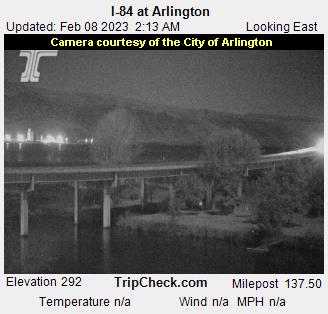 I-84 at Arlington
Updated: Feb 08 2023 2:13 AM Looking East
Camera courtesy of the City of Arlington
Elevation 292 TripCheck.com Milepost 137.50
Temperature n/a Wind n/a MPH n/a